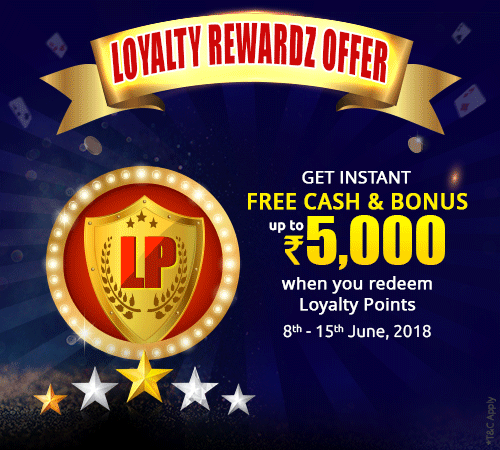 LOYALTY REWARDZ OFFER
LP
GET INSTANT
FREE CASH & BONUS
up to ₹5,000
when you redeem
Loyalty Points
8th - 15th June, 2018
*T&C Apply